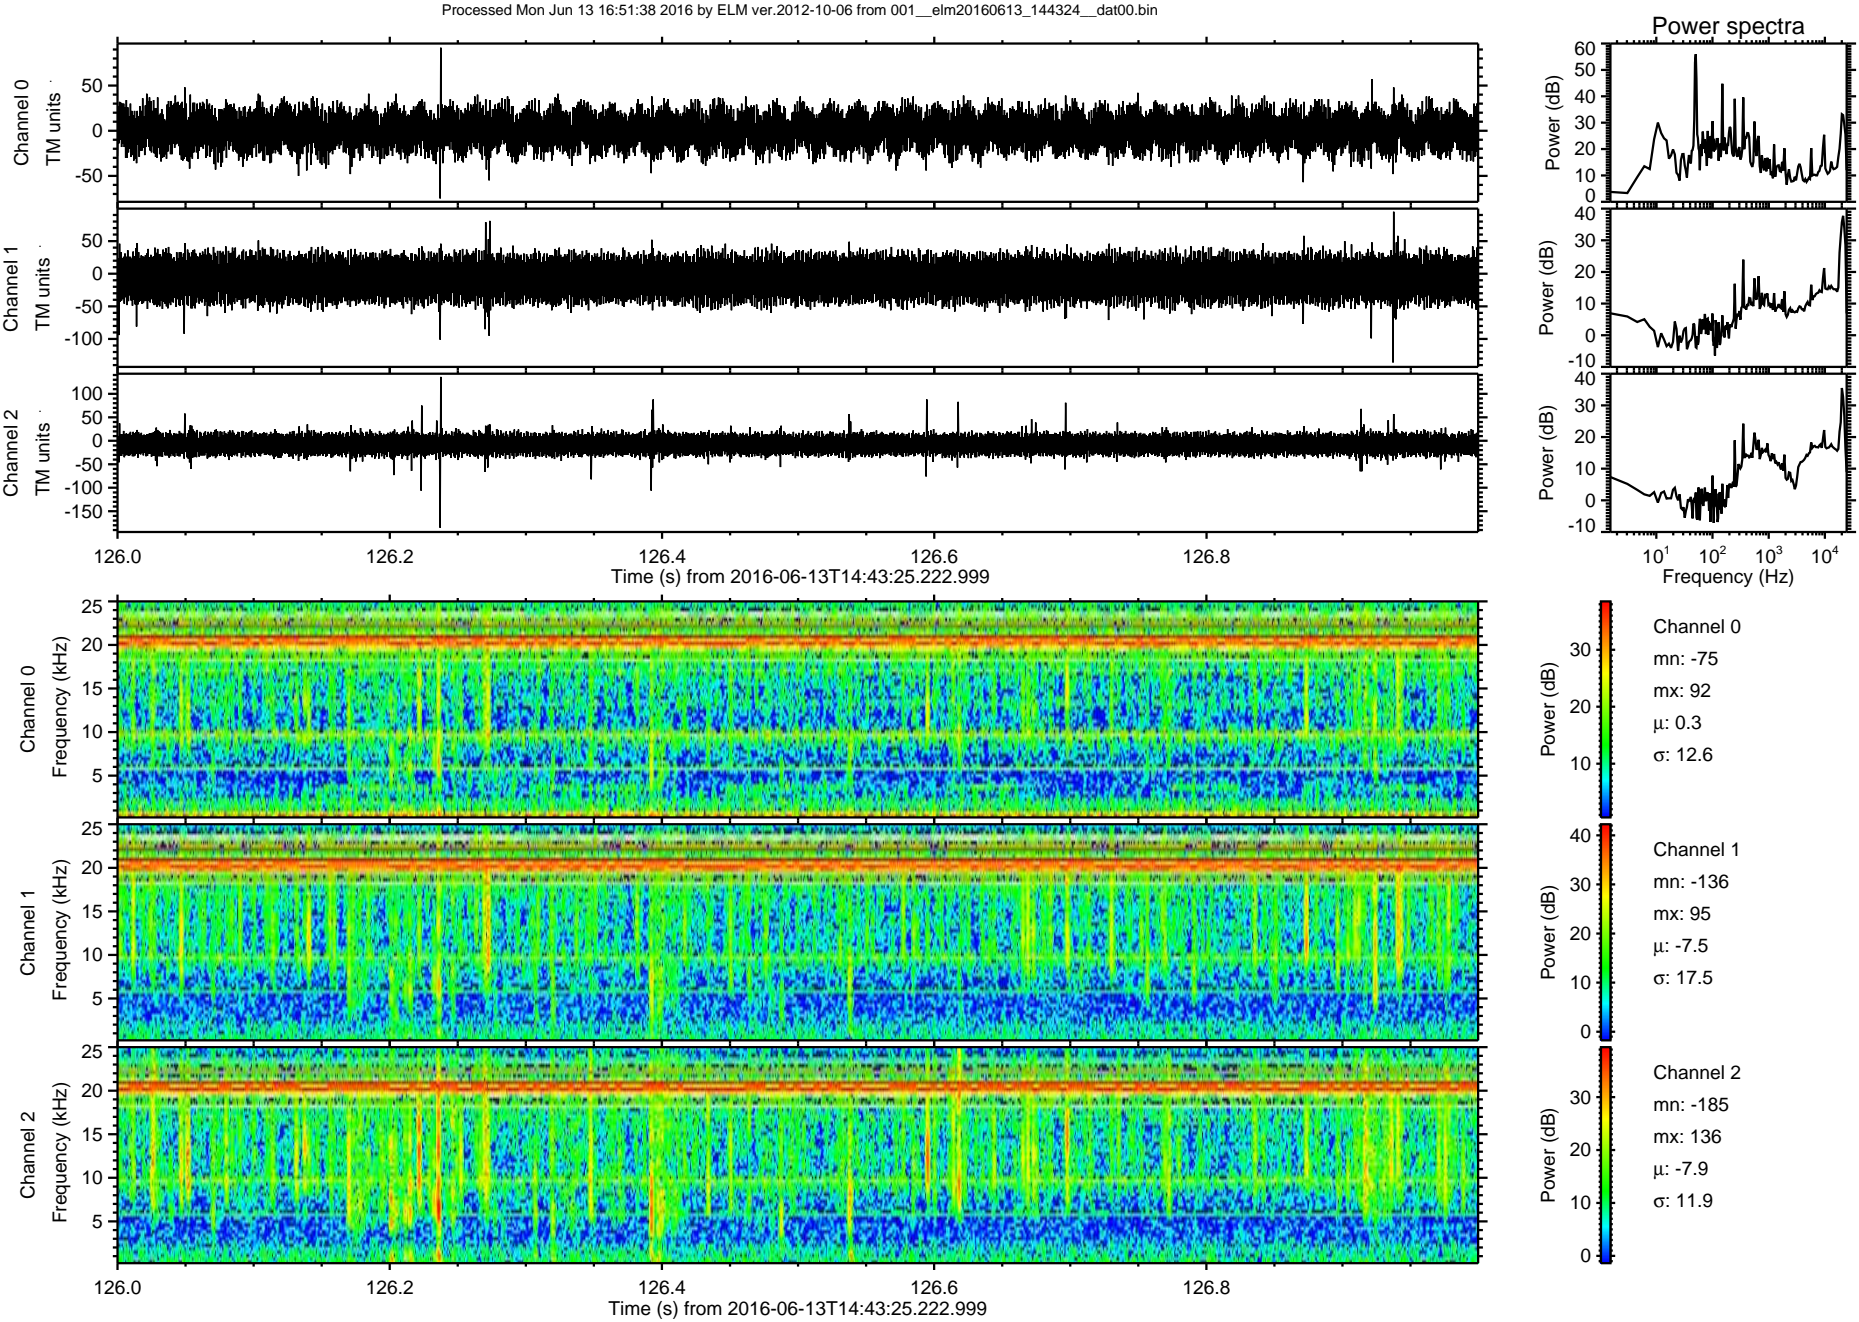 Processed Mon Jun 13 16:51:38 2016 by ELM ver.2012-10-06 from 001__elm20160613_144324__dat00.bin
Power spectra
Channel 0
TM units
50
0
-50
Power (dB)
60
50
40
30
20
10
0
Channel 1
TM units
50
0
-50
-100
Power (dB)
40
30
20
10
0
-10
Channel 2
TM units
100
50
0
-50
-100
-150
Power (dB)
40
30
20
10
0
-10
126.0 126.2 126.4 126.6 126.8
Time (s) from 2016-06-13T14:43:25.222.999
10¹ 10² 10³ 10⁴
Frequency (Hz)
Channel 0
Frequency (kHz)
25
20
15
10
5
Power (dB)
30
20
10
Channel 0
mn: -75
mx: 92
μ: 0.3
σ: 12.6
Channel 1
Frequency (kHz)
25
20
15
10
5
Power (dB)
40
30
20
10
0
Channel 1
mn: -136
mx: 95
μ: -7.5
σ: 17.5
Channel 2
Frequency (kHz)
25
20
15
10
5
Power (dB)
30
20
10
0
Channel 2
mn: -185
mx: 136
μ: -7.9
σ: 11.9
126.0 126.2 126.4 126.6 126.8
Time (s) from 2016-06-13T14:43:25.222.999